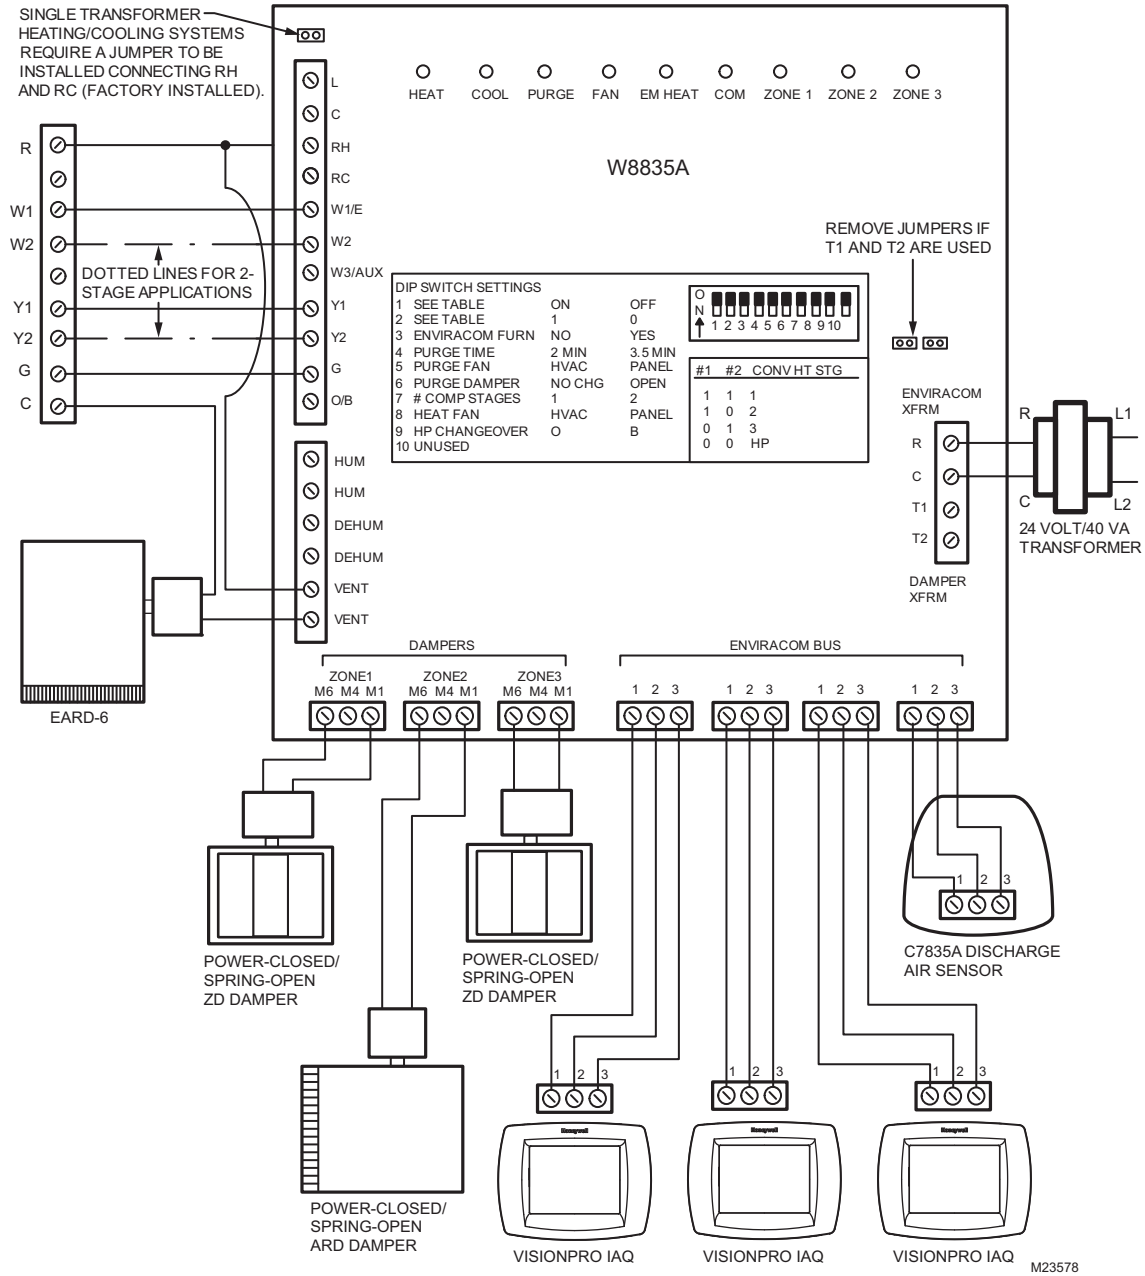 SINGLE TRANSFORMER
HEATING/COOLING SYSTEMS
REQUIRE A JUMPER TO BE
INSTALLED CONNECTING RH
AND RC (FACTORY INSTALLED).
HEAT COOL PURGE FAN EM HEAT COM ZONE 1 ZONE 2 ZONE 3
W8835A
R
W1
W2
Y1
Y2
G
C
DOTTED LINES FOR 2-
STAGE APPLICATIONS
L
C
RH
RC
W1/E
W2
W3/AUX
Y1
Y2
G
O/B
HUM
HUM
DEHUM
DEHUM
VENT
VENT
REMOVE JUMPERS IF
T1 AND T2 ARE USED
DIP SWITCH SETTINGS
1 SEE TABLE ON OFF
2 SEE TABLE 1 0
3 ENVIRACOM FURN NO YES
4 PURGE TIME 2 MIN 3.5 MIN
5 PURGE FAN HVAC PANEL
6 PURGE DAMPER NO CHG OPEN
7 # COMP STAGES 1 2
8 HEAT FAN HVAC PANEL
9 HP CHANGEOVER O B
10 UNUSED
O
N
1 2 3 4 5 6 7 8 9 10
#1 #2 CONV HT STG
1 1 1
1 0 2
0 1 3
0 0 HP
ENVIRACOM
XFRM
R
C
T1
T2
DAMPER
XFRM
R L1
C L2
24 VOLT/40 VA
TRANSFORMER
EARD-6
DAMPERS
ZONE1 ZONE2 ZONE3
M6 M4 M1 M6 M4 M1 M6 M4 M1
ENVIRACOM BUS
1 2 3 1 2 3 1 2 3 1 2 3
POWER-CLOSED/
SPRING-OPEN
ZD DAMPER
POWER-CLOSED/
SPRING-OPEN
ZD DAMPER
1 2 3
C7835A DISCHARGE
AIR SENSOR
POWER-CLOSED/
SPRING-OPEN
ARD DAMPER
1 2 3
Honeywell
VISIONPRO IAQ
1 2 3
Honeywell
VISIONPRO IAQ
1 2 3
Honeywell
VISIONPRO IAQ
M23578